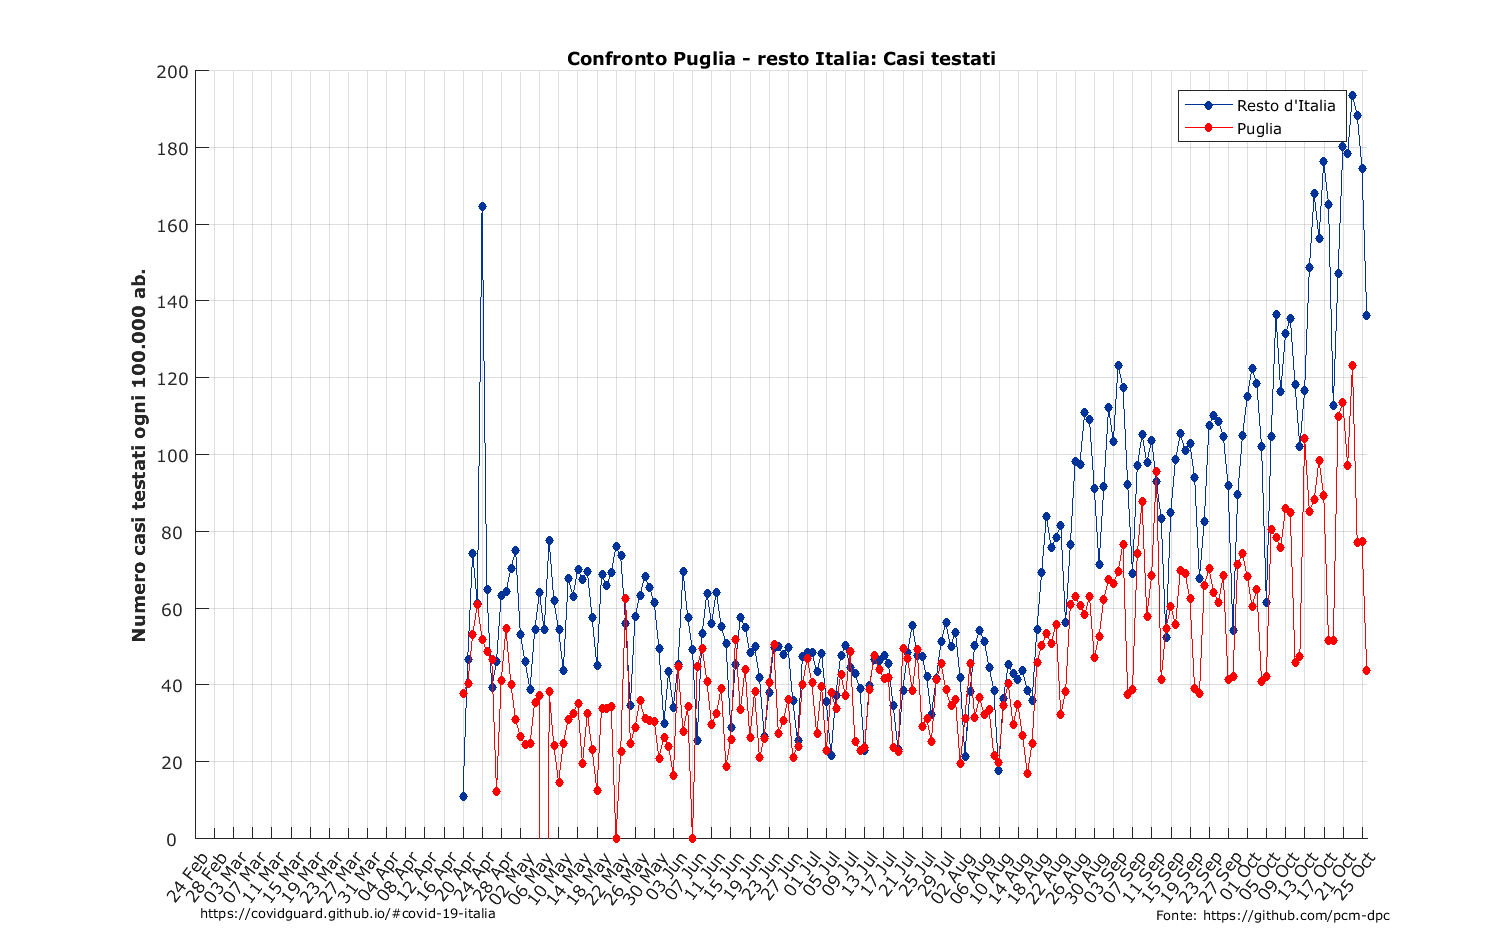 Confronto Puglia - resto Italia: Casi testati
Resto d'Italia
Puglia
Numero casi testati ogni 100.000 ab.
200
180
160
140
120
100
80
60
40
20
0
24 Feb
28 Feb
03 Mar
07 Mar
11 Mar
15 Mar
19 Mar
23 Mar
27 Mar
31 Mar
04 Apr
08 Apr
12 Apr
16 Apr
20 Apr
24 Apr
28 Apr
02 May
06 May
10 May
14 May
18 May
22 May
26 May
30 May
03 Jun
07 Jun
11 Jun
15 Jun
19 Jun
23 Jun
27 Jun
01 Jul
05 Jul
09 Jul
13 Jul
17 Jul
21 Jul
25 Jul
29 Jul
02 Aug
06 Aug
10 Aug
14 Aug
18 Aug
22 Aug
26 Aug
30 Aug
03 Sep
07 Sep
11 Sep
15 Sep
19 Sep
23 Sep
27 Sep
01 Oct
05 Oct
09 Oct
13 Oct
17 Oct
21 Oct
25 Oct
https://covidguard.github.io/#covid-19-italia
Fonte: https://github.com/pcm-dpc